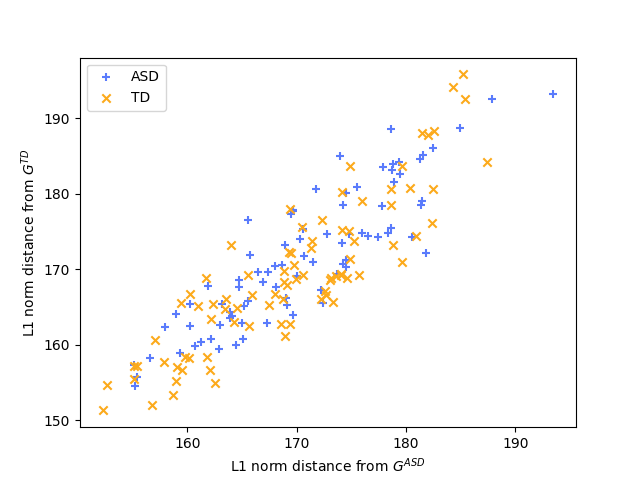 ASD
TD
190
180
170
160
150
L1 norm distance from G^{TD}
160
170
180
190
L1 norm distance from G^{ASD}